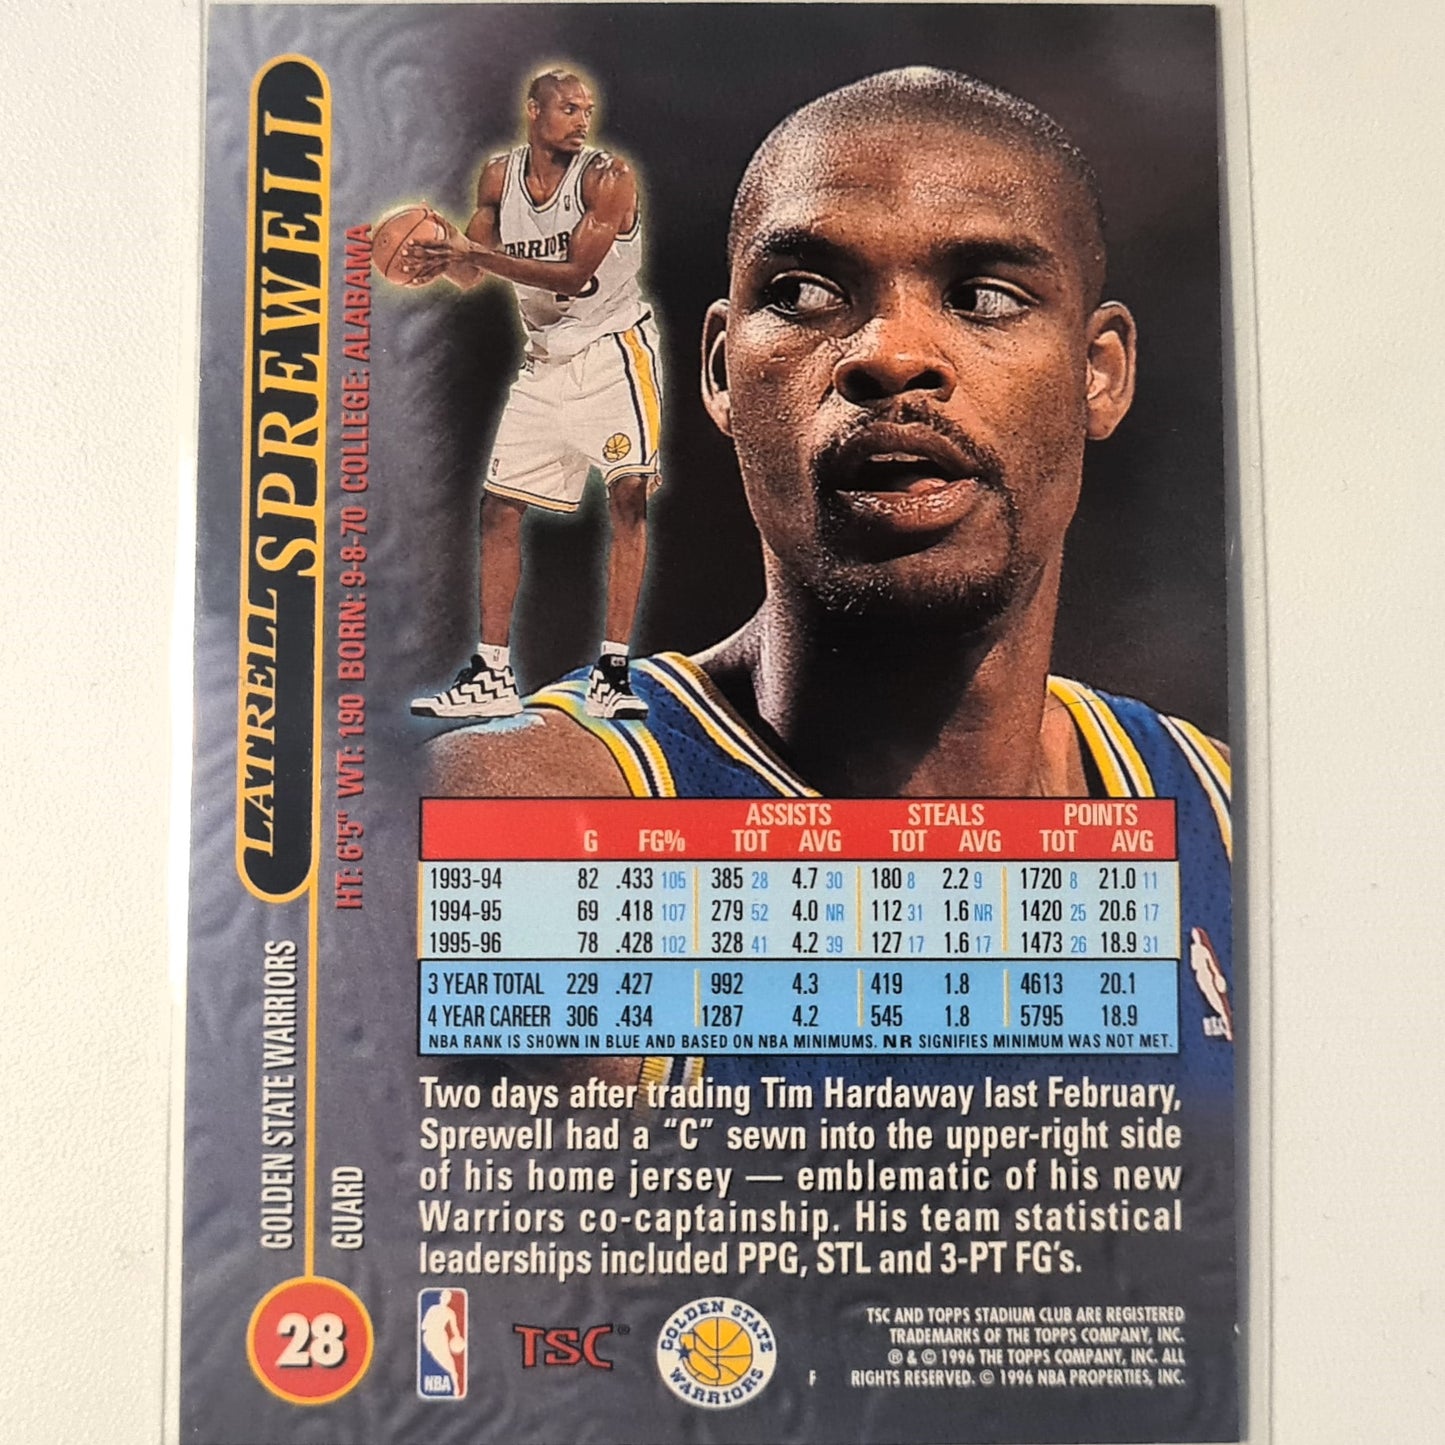 LATRELL SPREWELL
HT: 6'5" WT: 190 BORN: 9-8-70 COLLEGE: ALABAMA
GOLDEN STATE WARRIORS
GUARD
28
ASSISTS STEALS POINTS
G FG% TOT AVG TOT AVG TOT AVG
1993-94 82 .433 105 385 28 4.7 30 180 8 2.2 9 1720 8 21.0 11
1994-95 69 .418 107 279 52 4.0 NR 112 31 1.6 NR 1420 25 20.6 17
1995-96 78 .428 102 328 41 4.2 39 127 17 1.6 17 1473 26 18.9 31
3 YEAR TOTAL 229 .427 992 4.3 419 1.8 4613 20.1
4 YEAR CAREER 306 .434 1287 4.2 545 1.8 5795 18.9
NBA RANK IS SHOWN IN BLUE AND BASED ON NBA MINIMUMS. NR SIGNIFIES MINIMUM WAS NOT MET.
Two days after trading Tim Hardaway last February,
Sprewell had a “C” sewn into the upper-right side
of his home jersey — emblematic of his new
Warriors co-captainship. His team statistical
leaderships included PPG, STL and 3-PT FG’s.
NBA
TSC®
GOLDEN STATE
WARRIORS
F
TSC AND TOPPS STADIUM CLUB ARE REGISTERED
TRADEMARKS OF THE TOPPS COMPANY, INC.
® & © 1996 THE TOPPS COMPANY, INC. ALL
RIGHTS RESERVED. © 1996 NBA PROPERTIES, INC.